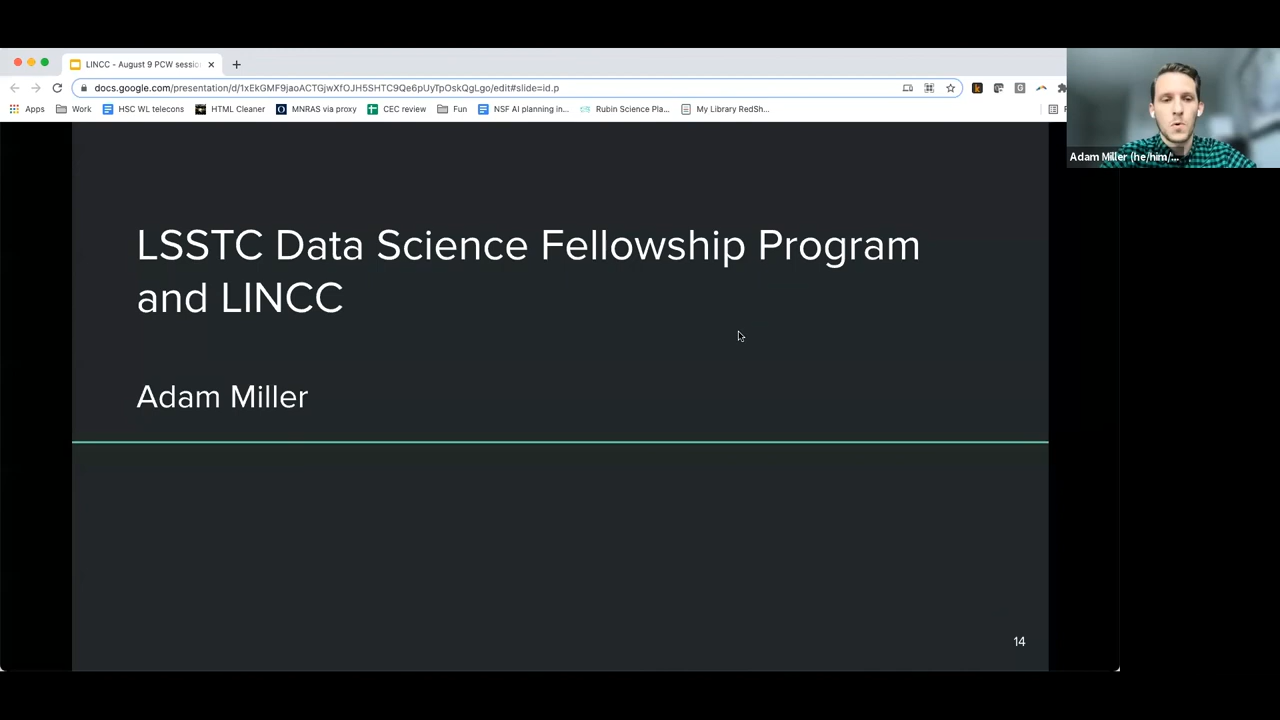 LINCC - August 9 PCW sessio
docs.google.com/presentation/d/1xEkGMF9jaoACTGjwXfOJH5SHTC9Qe6pUyTpOskQgLgo/edit#slide=id.p
Apps Work HSC WL telecons HTML Cleaner MNRAS via proxy CEC review Fun NSF AI planning in... Rubin Science Pla... My Library RedSh...
Adam Miller (he/him/...
LSSTC Data Science Fellowship Program
and LINCC
Adam Miller
14